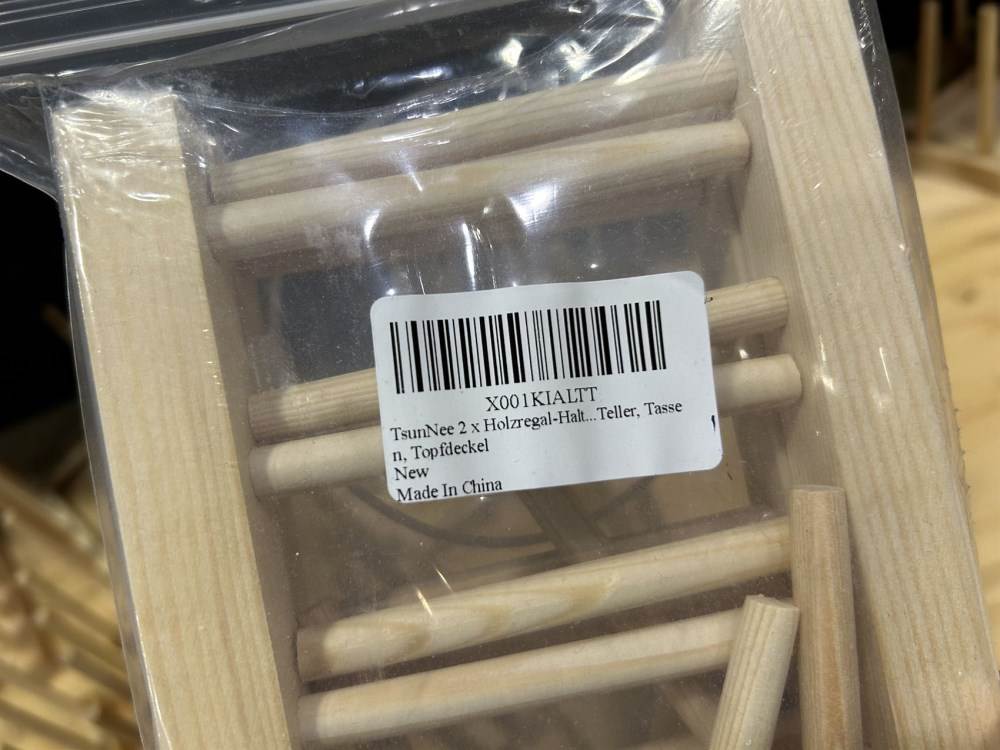 X001KIALTT
TsunNee 2 x Holzregal-Halt...Teller, Tasse
n, Topfdeckel
New
Made In China